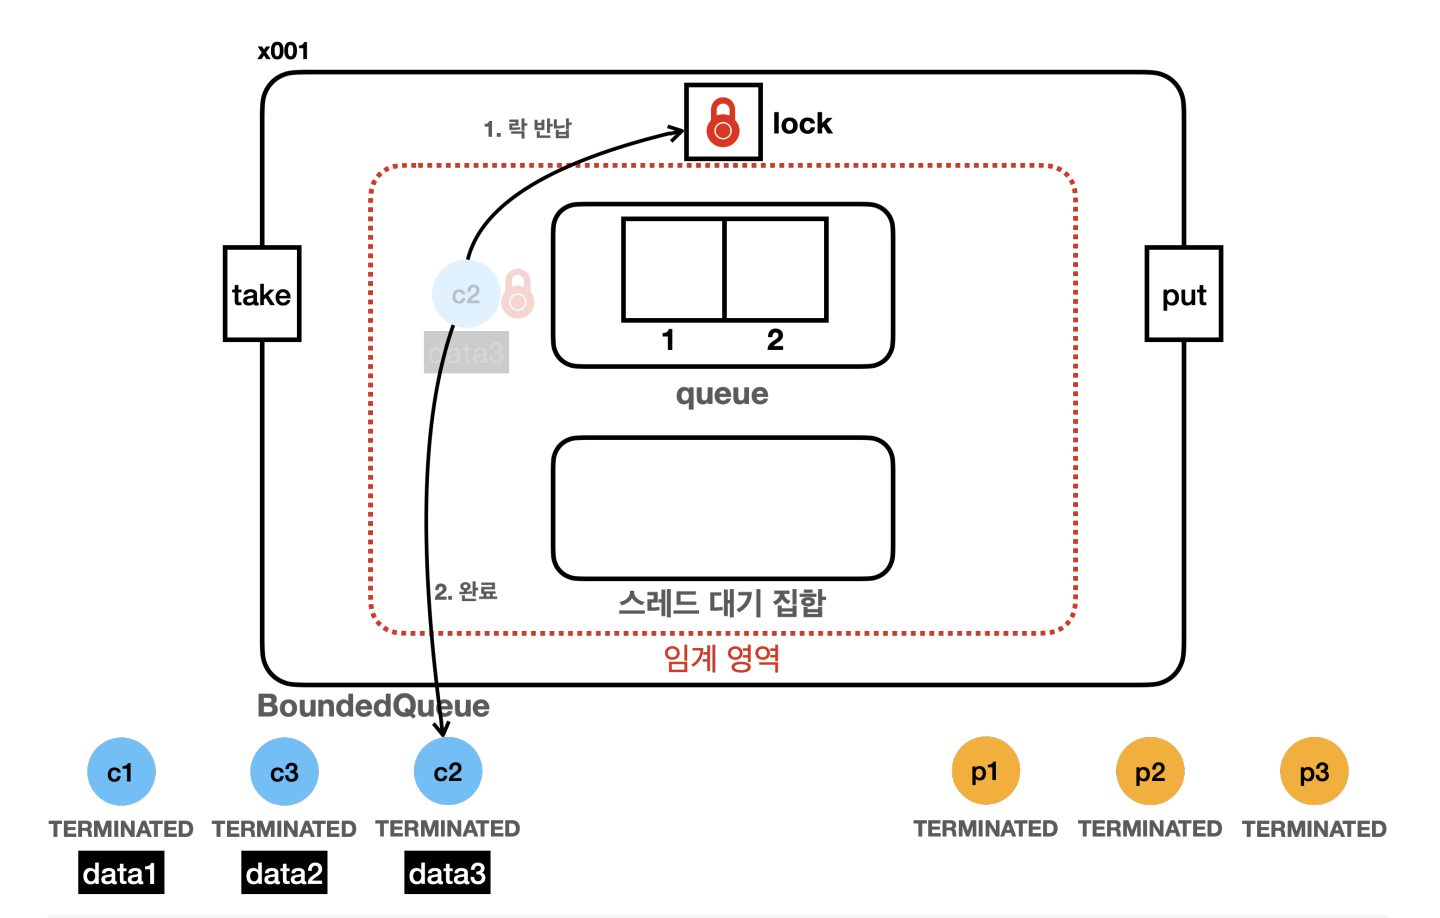 x001
1. 락 반납
lock
take
c2
data3
1
2
put
queue
2. 완료
스레드 대기 집합
임계 영역
BoundedQueue
c1
c3
c2
p1
p2
p3
TERMINATED
TERMINATED
TERMINATED
TERMINATED
TERMINATED
TERMINATED
data1
data2
data3